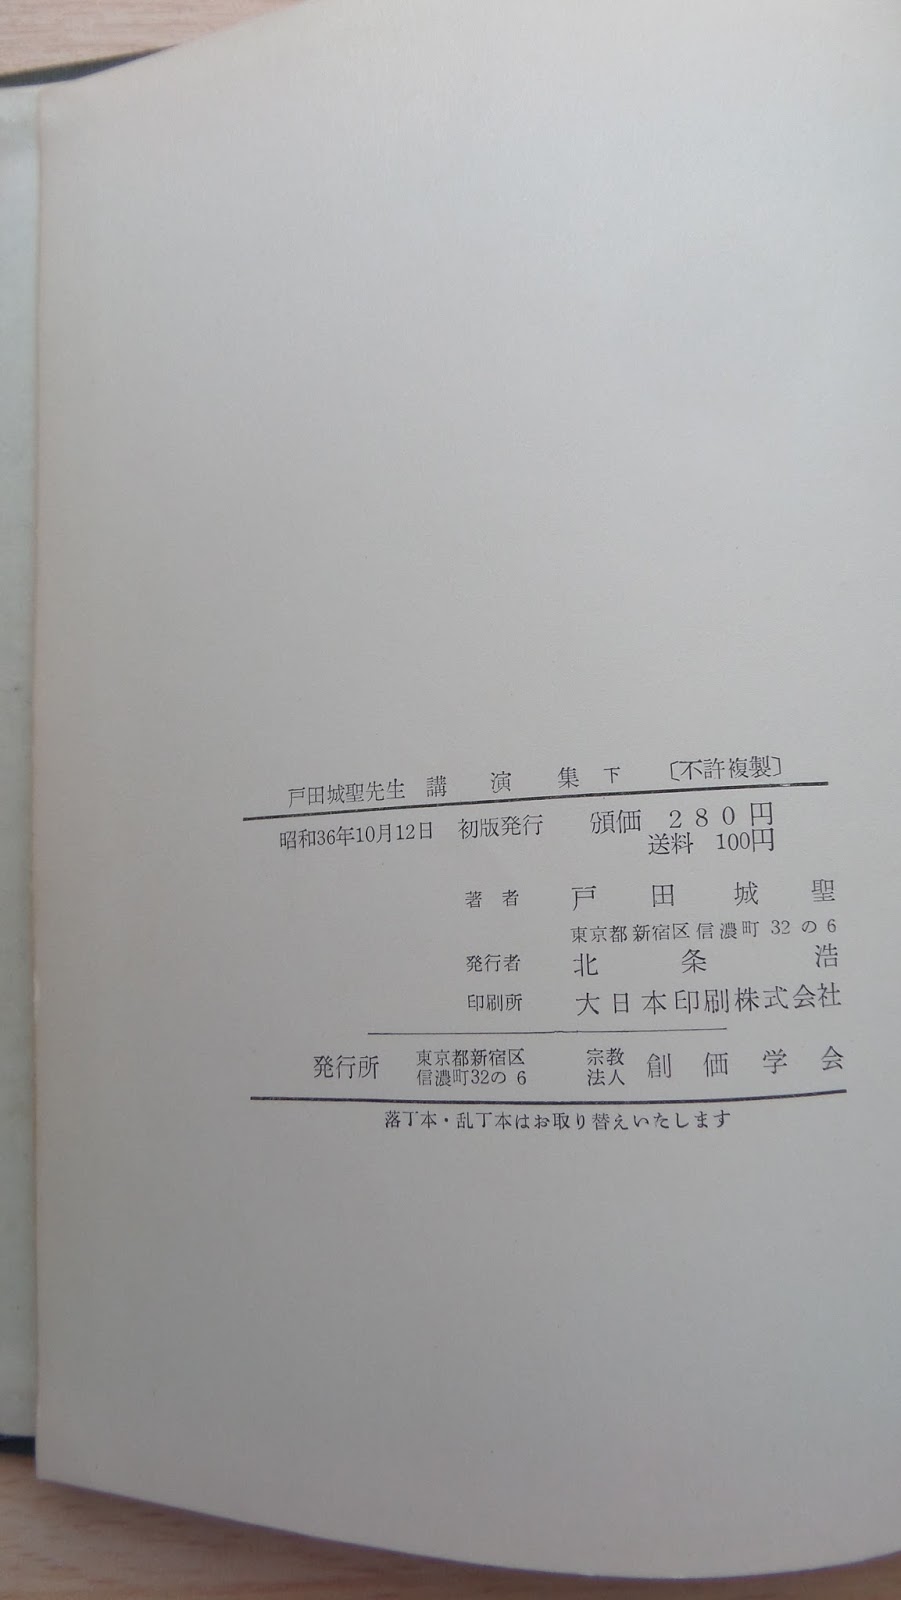 戸田城聖先生 講演集 下 〔不許複製〕
昭和36年10月12日 初版発行 頒価 280円
送料 100円
著者 戸田城聖
東京都新宿区信濃町32の6
発行者 北条浩
印刷所 大日本印刷株式会社
発行所 東京都新宿区 信濃町32の6 宗教法人 創価学会
落丁本・乱丁本はお取り替えいたします